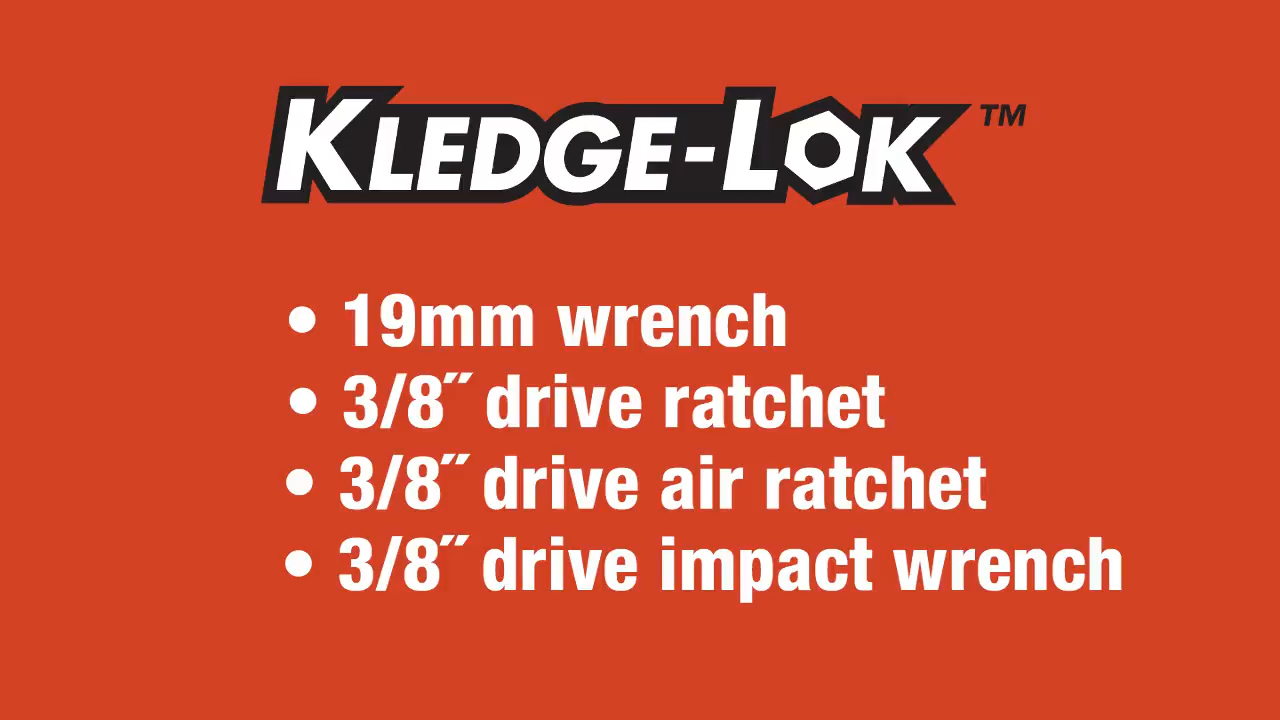 KLEDGE-LOK™
• 19mm wrench
• 3/8˝ drive ratchet
• 3/8˝ drive air ratchet
• 3/8˝ drive impact wrench